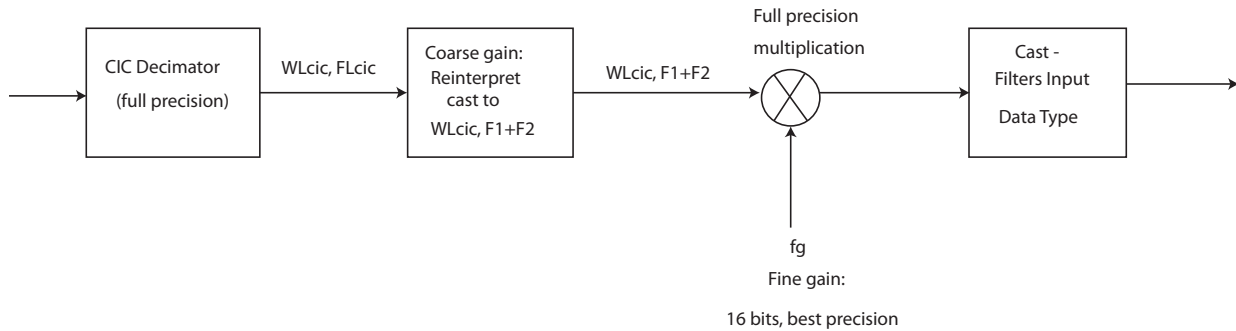 CIC Decimator
(full precision)
WLcic, FLcic
Coarse gain:
Reinterpret
cast to
WLcic, F1+F2
WLcic, F1+F2
Full precision
multiplication
fg
Fine gain:
16 bits, best precision
Cast -
Filters Input
Data Type